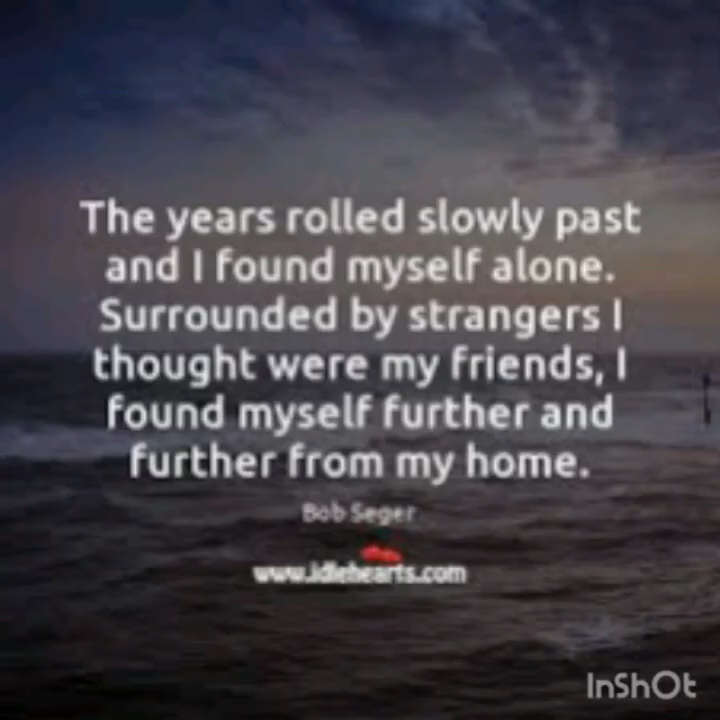 The years rolled slowly past
and I found myself alone.
Surrounded by strangers I
thought were my friends, I
found myself further and
further from my home.
Bob Seger
www.idlehearts.com
InShOt